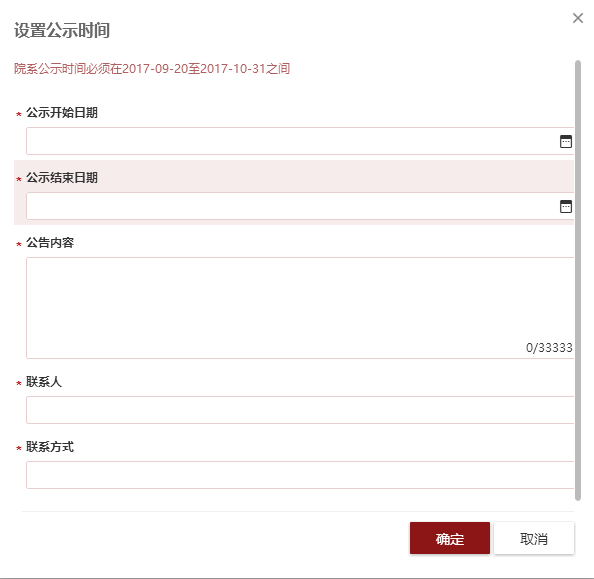 设置公示时间
院系公示时间必须在2017-09-20至2017-10-31之间
* 公示开始日期
* 公示结束日期
* 公告内容
0/33333
* 联系人
* 联系方式
确定 取消